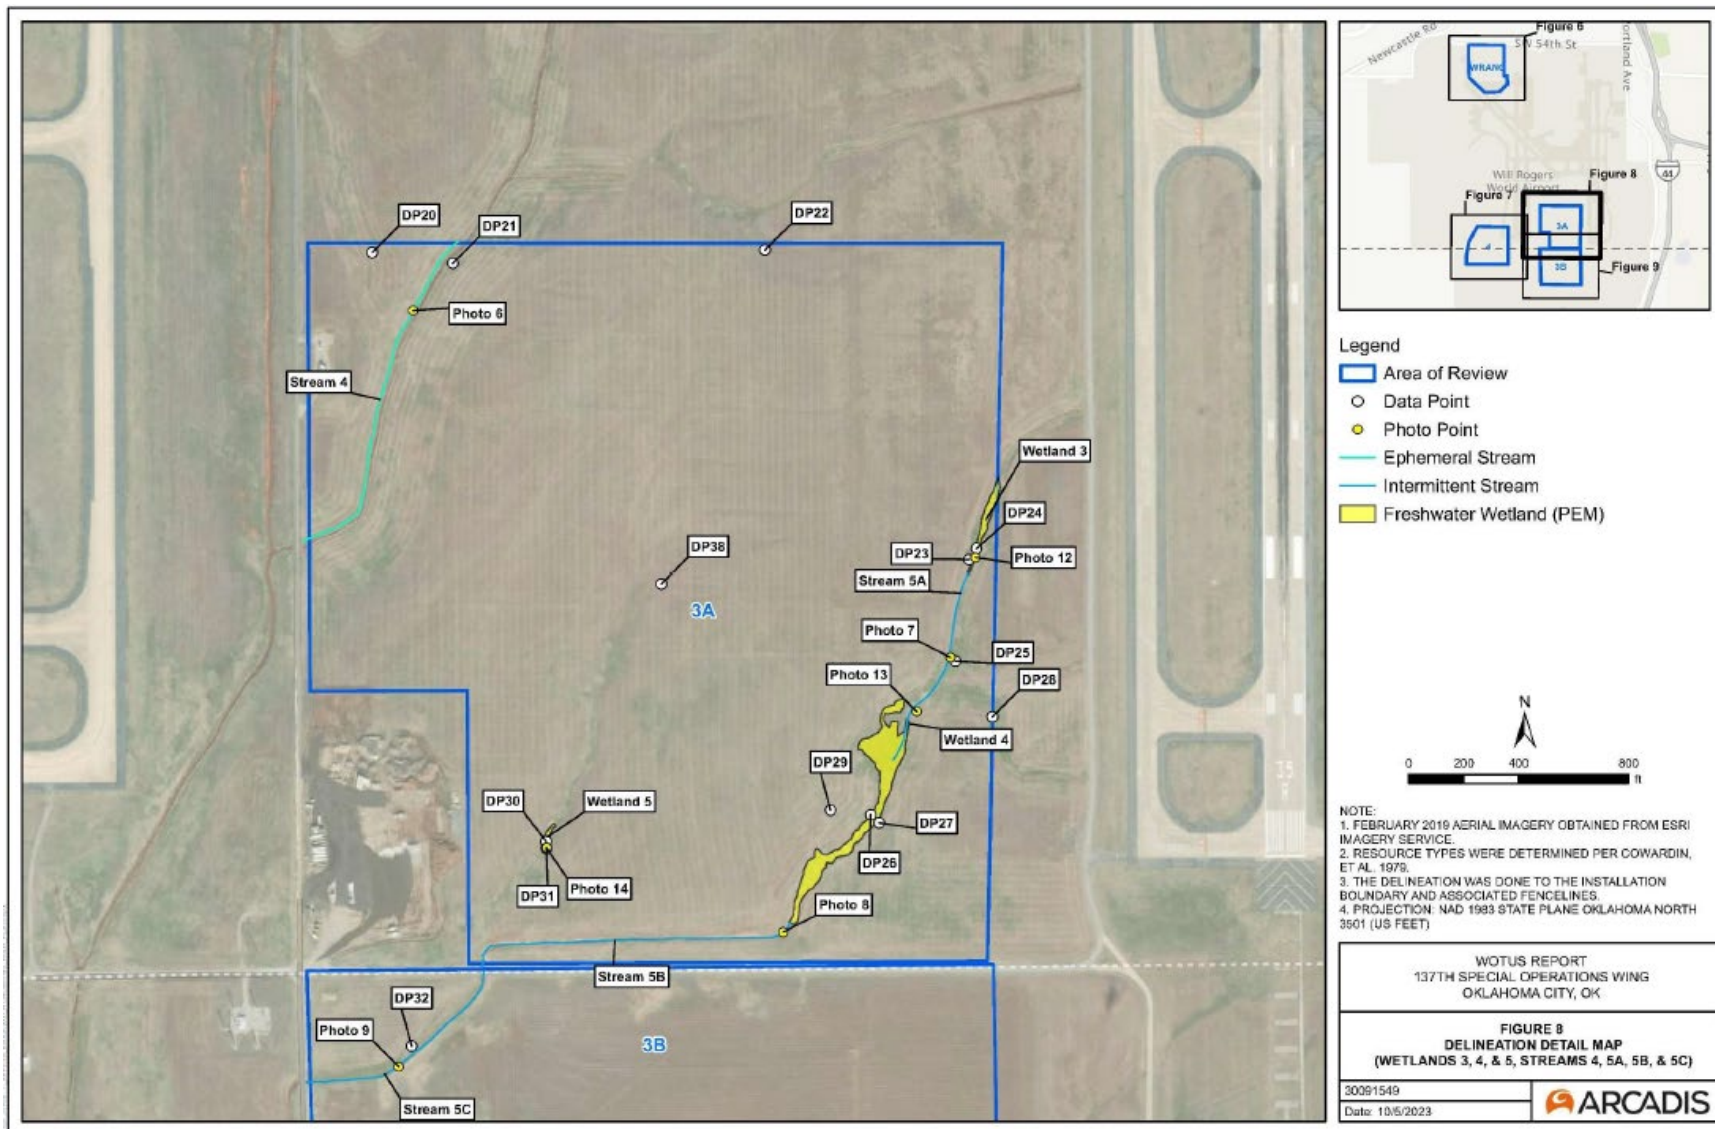 DP20
DP21
DP22
Photo 6
Stream 4
Wetland 3
DP24
DP38
DP23
Photo 12
Stream 5A
3A
Photo 7
DP25
Photo 13
DP28
Wetland 4
DP29
DP30
Wetland 5
DP27
DP26
DP31
Photo 14
Photo 8
Stream 5B
DP32
Photo 9
3B
Stream 5C
Newcastle Rd
Figure 6
SW 54th St
Portland Ave
Will Rogers
World Airport
Figure 8
44
Figure 7
3A
4
3B
Figure 9
Legend
Area of Review
Data Point
Photo Point
Ephemeral Stream
Intermittent Stream
Freshwater Wetland (PEM)
N
0 200 400 800
ft
NOTE:
1. FEBRUARY 2019 AERIAL IMAGERY OBTAINED FROM ESRI
IMAGERY SERVICE.
2. RESOURCE TYPES WERE DETERMINED PER COWARDIN,
ET AL. 1979.
3. THE DELINEATION WAS DONE TO THE INSTALLATION
BOUNDARY AND ASSOCIATED FENCELINES.
4. PROJECTION: NAD 1983 STATE PLANE OKLAHOMA NORTH
3501 (US FEET)
WOTUS REPORT
137TH SPECIAL OPERATIONS WING
OKLAHOMA CITY, OK
FIGURE 8
DELINEATION DETAIL MAP
(WETLANDS 3, 4, & 5, STREAMS 4, 5A, 5B, & 5C)
30091549
Date: 10/5/2023
ARCADIS